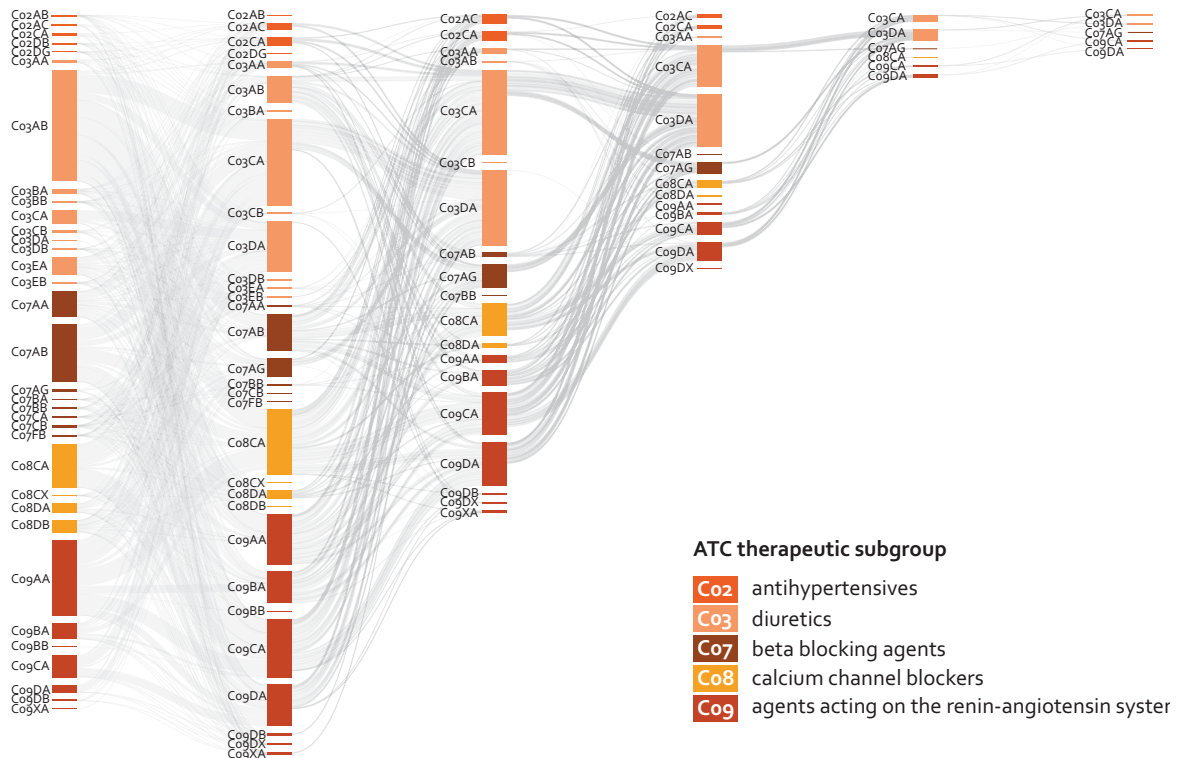 C02AB
C02AC
C02CA
C02DB
C02DG
C03AA
C03AB
C03BA
C03BB
C03CA
C03CB
C03DA
C03DB
C03EA
C03EB
C07AA
C07AB
C07AG
C07BA
C07BB
C07CA
C07CB
C07FB
C08CA
C08CX
C08DA
C08DB
C09AA
C09BA
C09BB
C09CA
C09DA
C09DB
C09XA
C02AB
C02AC
C02CA
C02DG
C03AA
C03AB
C03BA
C03CA
C03CB
C03DA
C03DB
C03EA
C03EB
C07AA
C07AB
C07AG
C07BB
C07CB
C07FB
C08CA
C08CX
C08DA
C08DB
C09AA
C09BA
C09BB
C09CA
C09DA
C09DB
C09DX
C09XA
C02AC
C02CA
C03AA
C03AB
C03CA
C03CB
C03DA
C07AB
C07AG
C07BB
C08CA
C08DA
C09AA
C09BA
C09CA
C09DA
C09DB
C09DX
C09XA
C02AC
C02CA
C03AA
C03CA
C03DA
C07AB
C07AG
C08CA
C08DA
C09AA
C09BA
C09CA
C09DA
C09DX
C03CA
C03DA
C07AG
C08CA
C09CA
C09DA
C03CA
C03DA
C07AG
C09CA
C09DA
ATC therapeutic subgroup
C02 antihypertensives
C03 diuretics
C07 beta blocking agents
C08 calcium channel blockers
C09 agents acting on the renin-angiotensin system